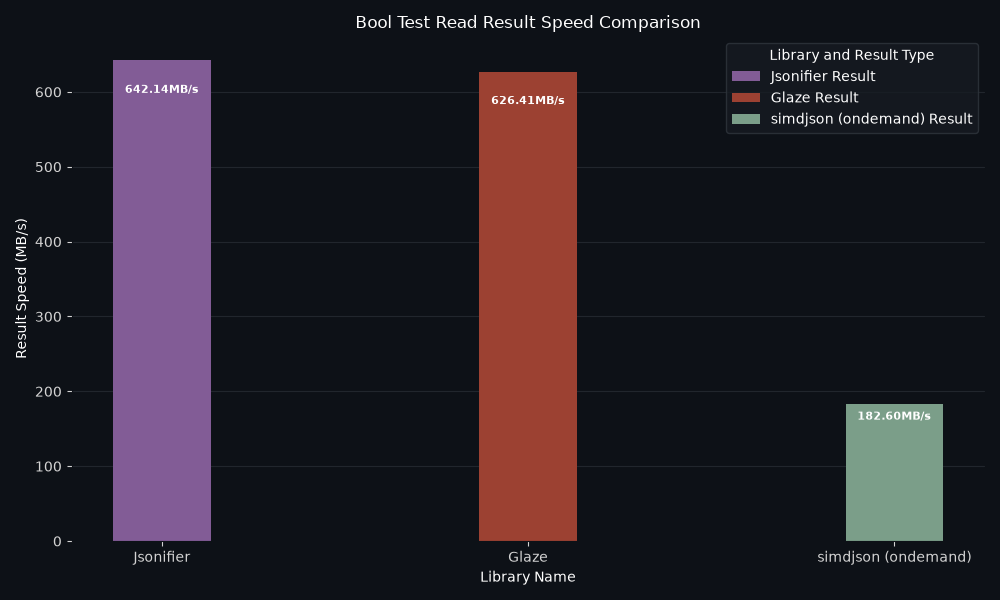 Bool Test Read Result Speed Comparison
Library and Result Type
Jsonifier Result
Glaze Result
simdjson (ondemand) Result
642.14MB/s
626.41MB/s
182.60MB/s
Result Speed (MB/s)
600
500
400
300
200
100
0
Jsonifier
Glaze
simdjson (ondemand)
Library Name